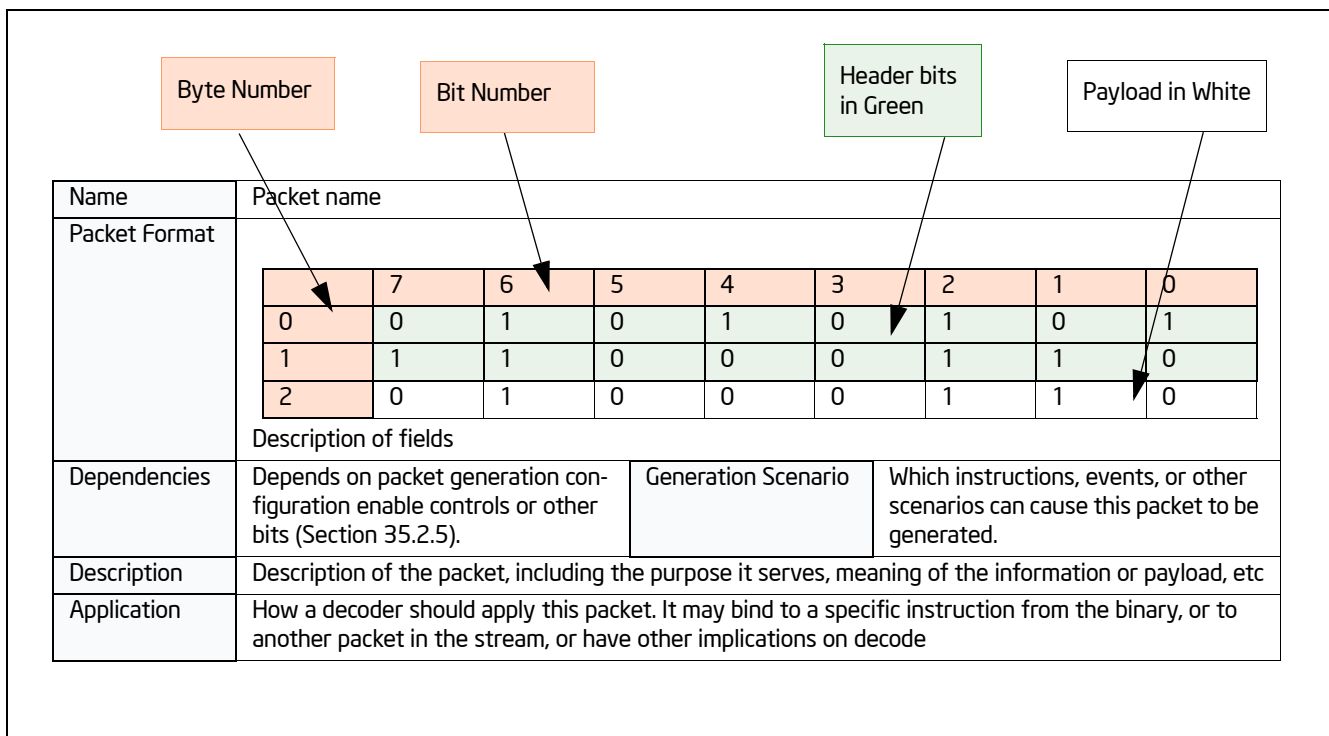 Byte Number
Bit Number
Header bits
in Green
Payload in White
Name
Packet name
Packet Format
7 6 5 4 3 2 1 0
0 0 1 0 1 0 1 0 1
1 1 1 0 0 0 1 1 0
2 0 1 0 0 0 1 1 0
Description of fields
Dependencies
Depends on packet generation con-
figuration enable controls or other
bits (Section 35.2.5).
Generation Scenario
Which instructions, events, or other
scenarios can cause this packet to be
generated.
Description
Description of the packet, including the purpose it serves, meaning of the information or payload, etc
Application
How a decoder should apply this packet. It may bind to a specific instruction from the binary, or to
another packet in the stream, or have other implications on decode